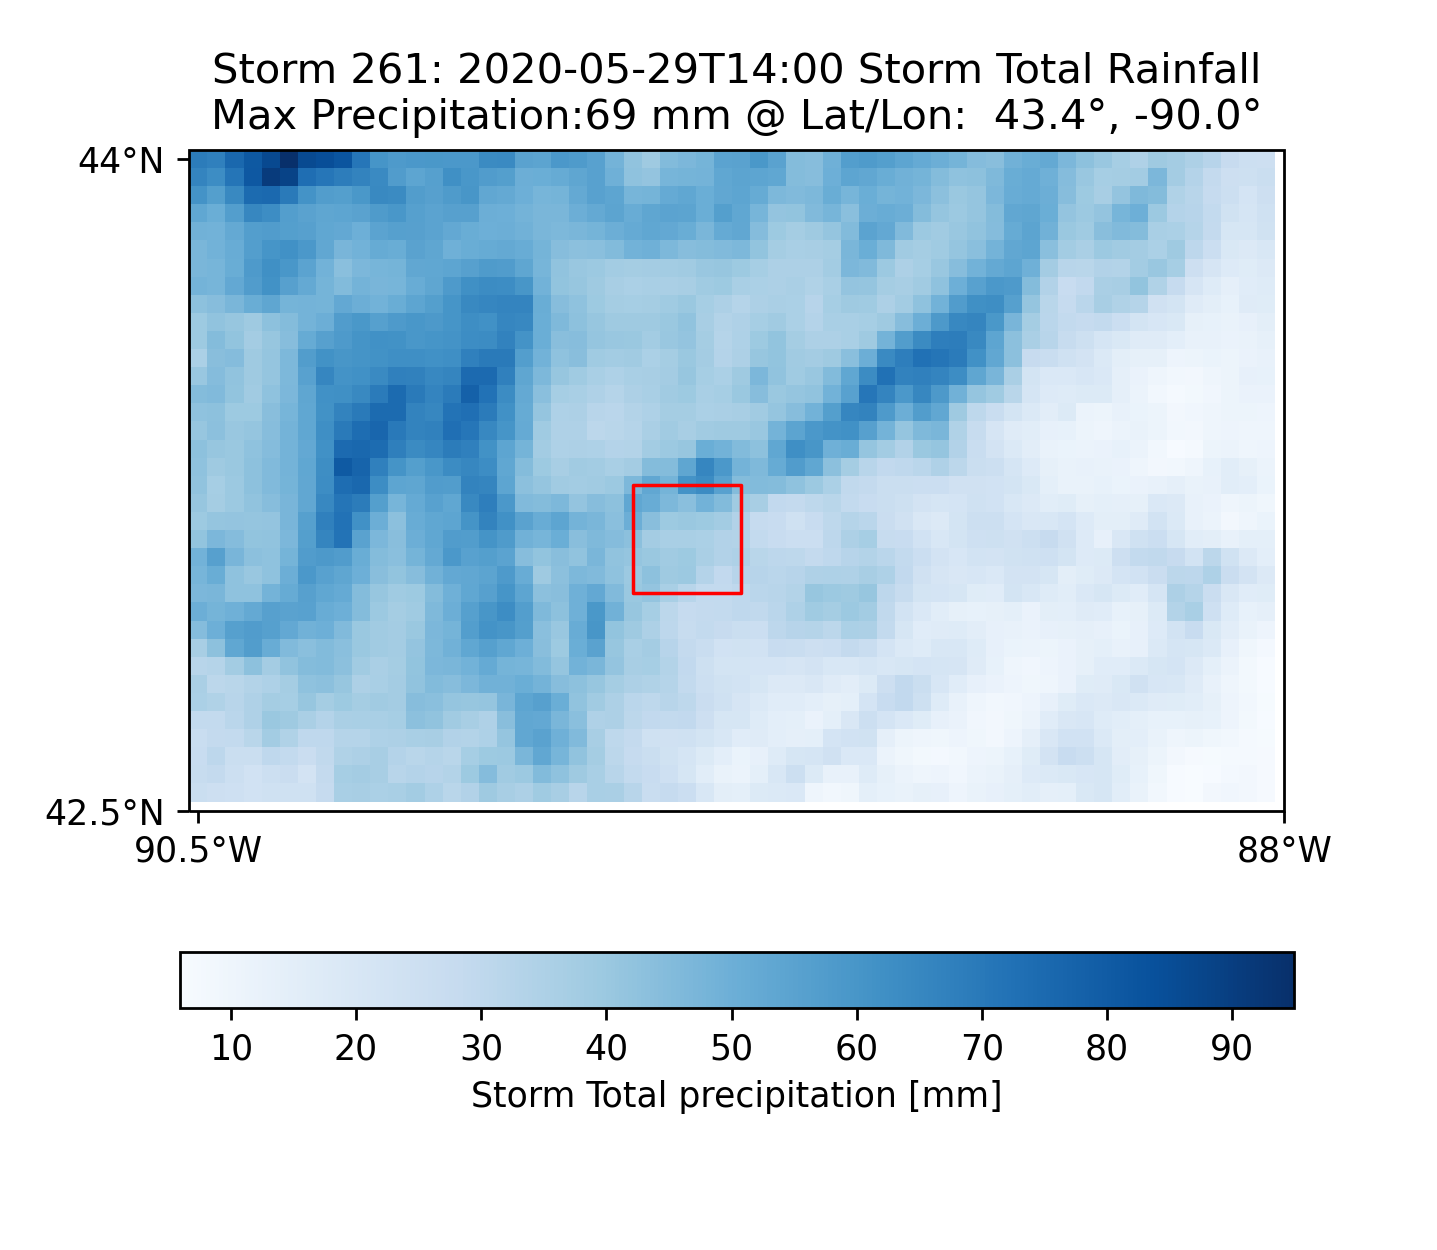 Storm 261: 2020-05-29T14:00 Storm Total Rainfall
Max Precipitation:69 mm @ Lat/Lon:  43.4°, -90.0°
44°N
42.5°N
90.5°W 88°W
10 20 30 40 50 60 70 80 90
Storm Total precipitation [mm]